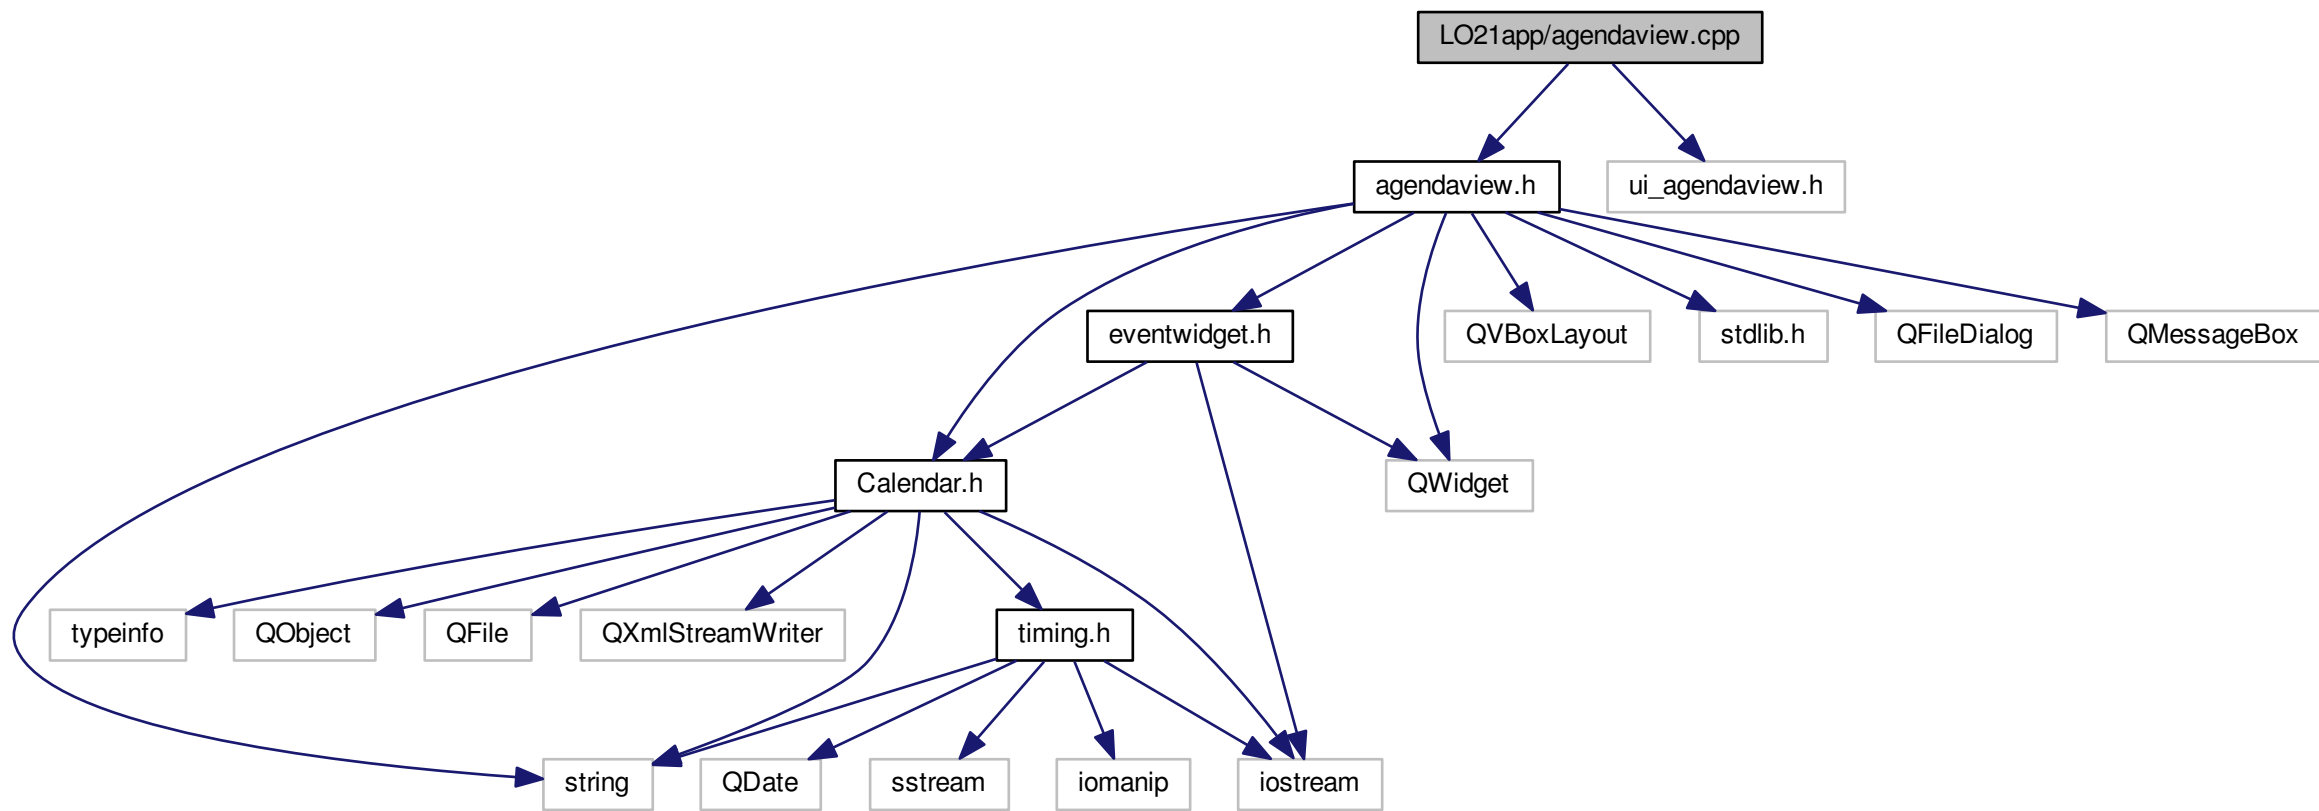 LO21app/agendaview.cpp
agendaview.h
ui_agendaview.h
eventwidget.h
QVBoxLayout
stdlib.h
QFileDialog
QMessageBox
Calendar.h
QWidget
typeinfo
QObject
QFile
QXmlStreamWriter
timing.h
string
QDate
sstream
iomanip
iostream